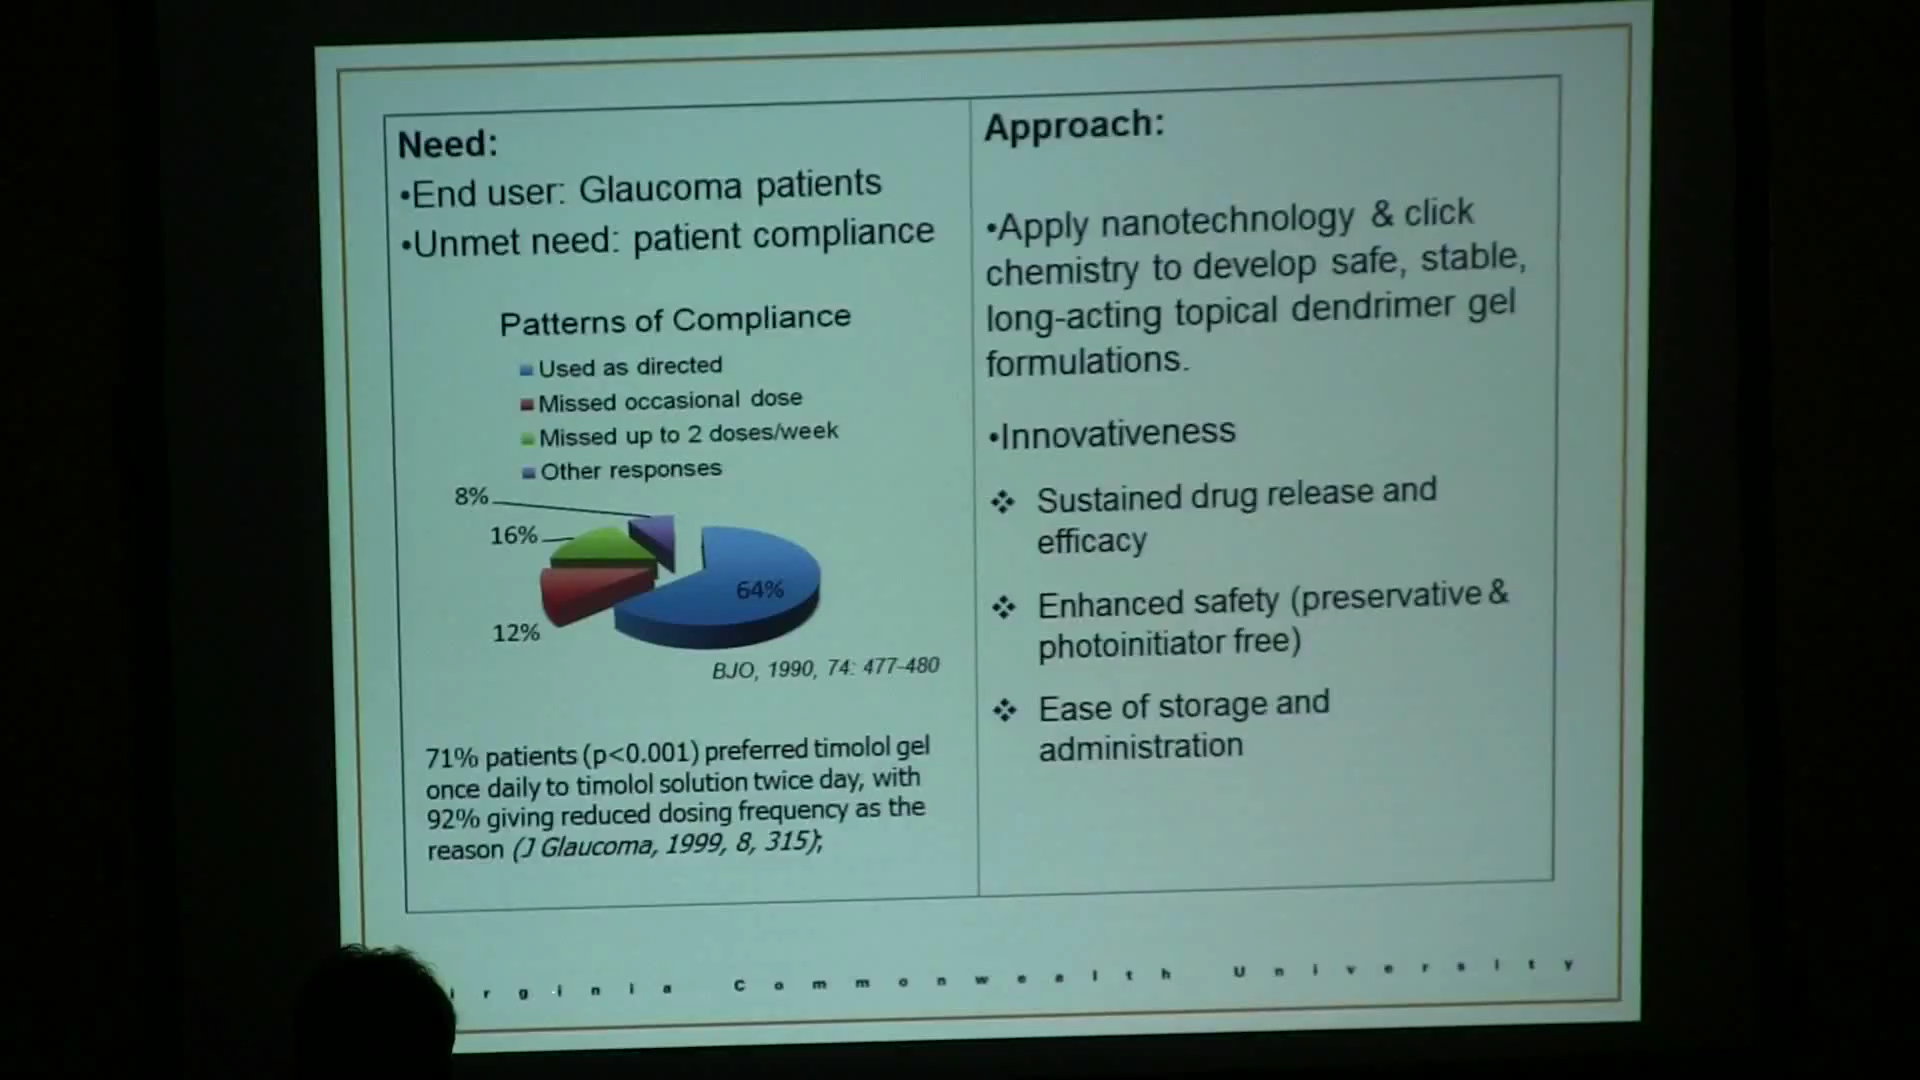 Need:
•End user: Glaucoma patients
•Unmet need: patient compliance
Patterns of Compliance
Used as directed
Missed occasional dose
Missed up to 2 doses/week
Other responses
8%
16%
64%
12%
BJO, 1990, 74: 477-480
71% patients (p<0.001) preferred timolol gel
once daily to timolol solution twice day, with
92% giving reduced dosing frequency as the
reason (J Glaucoma, 1999, 8, 315);
Approach:
•Apply nanotechnology & click
chemistry to develop safe, stable,
long-acting topical dendrimer gel
formulations.
•Innovativeness
❖ Sustained drug release and
efficacy
❖ Enhanced safety (preservative &
photoinitiator free)
❖ Ease of storage and
administration
i r g i n i a C o m m o n w e a l t h U n i v e r s i t y